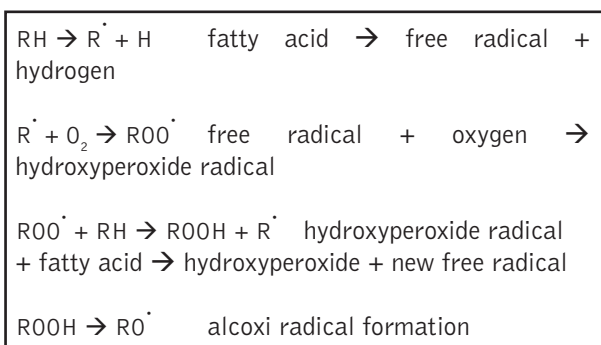 RH → R˙ + H fatty acid → free radical +
hydrogen
R˙ + O₂ → ROO˙ free radical + oxygen →
hydroxyperoxide radical
ROO˙ + RH → ROOH + R˙ hydroxyperoxide radical
+ fatty acid → hydroxyperoxide + new free radical
ROOH → RO˙ alcoxi radical formation